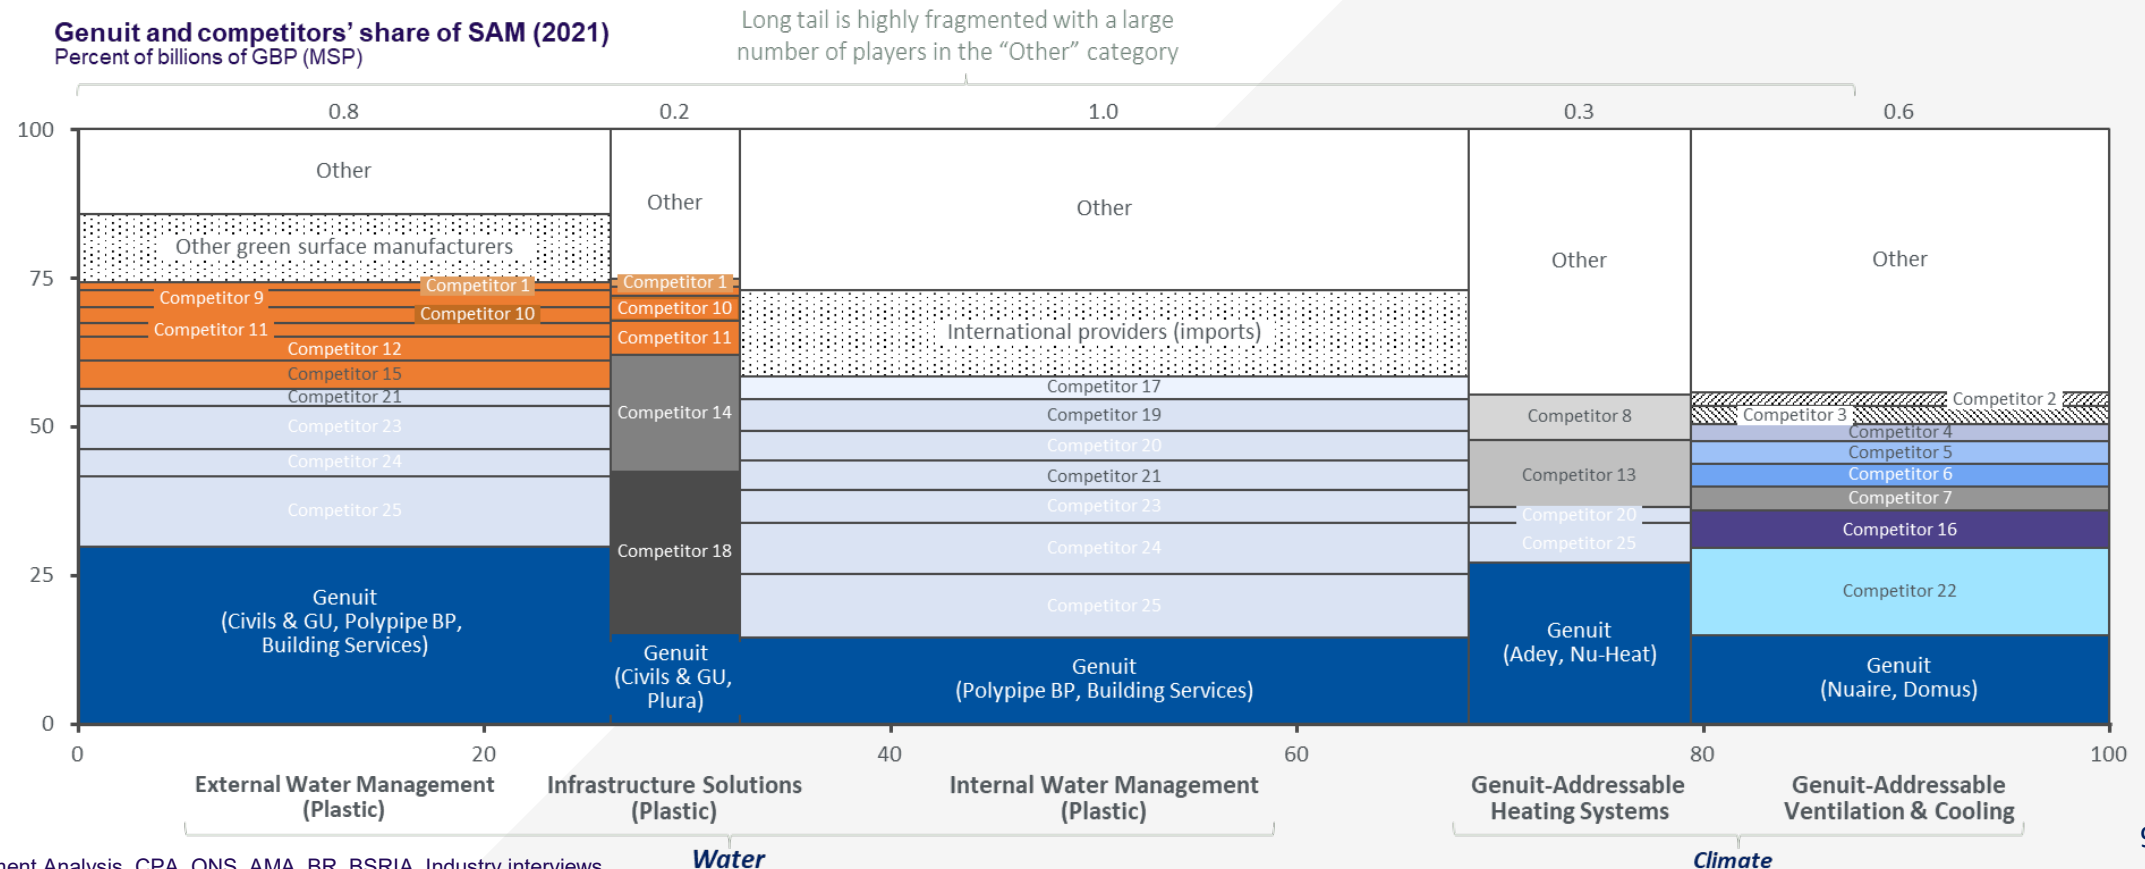 Genuit and competitors’ share of SAM (2021)
Percent of billions of GBP (MSP)
Long tail is highly fragmented with a large
number of players in the “Other” category
0.8
0.2
1.0
0.3
0.6
100
75
50
25
0
Other
Other green surface manufacturers
Competitor 1
Competitor 9
Competitor 10
Competitor 11
Competitor 12
Competitor 15
Competitor 21
Competitor 23
Competitor 24
Competitor 25
Genuit
(Civils & GU, Polypipe BP,
Building Services)
Other
Competitor 1
Competitor 10
Competitor 11
Competitor 14
Competitor 18
Genuit
(Civils & GU,
Plura)
Other
International providers (imports)
Competitor 17
Competitor 19
Competitor 20
Competitor 21
Competitor 23
Competitor 24
Competitor 25
Genuit
(Polypipe BP, Building Services)
Other
Competitor 8
Competitor 13
Competitor 20
Competitor 25
Genuit
(Adey, Nu-Heat)
Other
Competitor 2
Competitor 3
Competitor 4
Competitor 5
Competitor 6
Competitor 7
Competitor 16
Competitor 22
Genuit
(Nuaire, Domus)
0
20
40
60
80
100
External Water Management
(Plastic)
Infrastructure Solutions
(Plastic)
Internal Water Management
(Plastic)
Genuit-Addressable
Heating Systems
Genuit-Addressable
Ventilation & Cooling
Water
Climate
Analysis, CPA, ONS, AMA, BR, BSRIA, Industry interviews